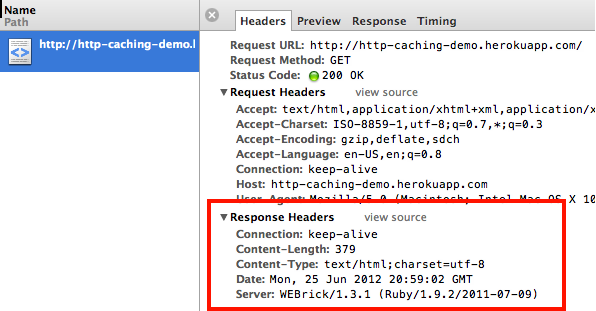 Name
Path
http://http-caching-demo.h
Headers Preview Response Timing
Request URL: http://http-caching-demo.herokuapp.com/
Request Method: GET
Status Code: 200 OK
▼Request Headers view source
Accept: text/html,application/xhtml+xml,application/x
Accept-Charset: ISO-8859-1,utf-8;q=0.7,*;q=0.3
Accept-Encoding: gzip,deflate,sdch
Accept-Language: en-US,en;q=0.8
Connection: keep-alive
Host: http-caching-demo.herokuapp.com
User-Agent: Mozilla/5.0 (Macintosh; Intel Mac OS X 10
▼Response Headers view source
Connection: keep-alive
Content-Length: 379
Content-Type: text/html;charset=utf-8
Date: Mon, 25 Jun 2012 20:59:02 GMT
Server: WEBrick/1.3.1 (Ruby/1.9.2/2011-07-09)